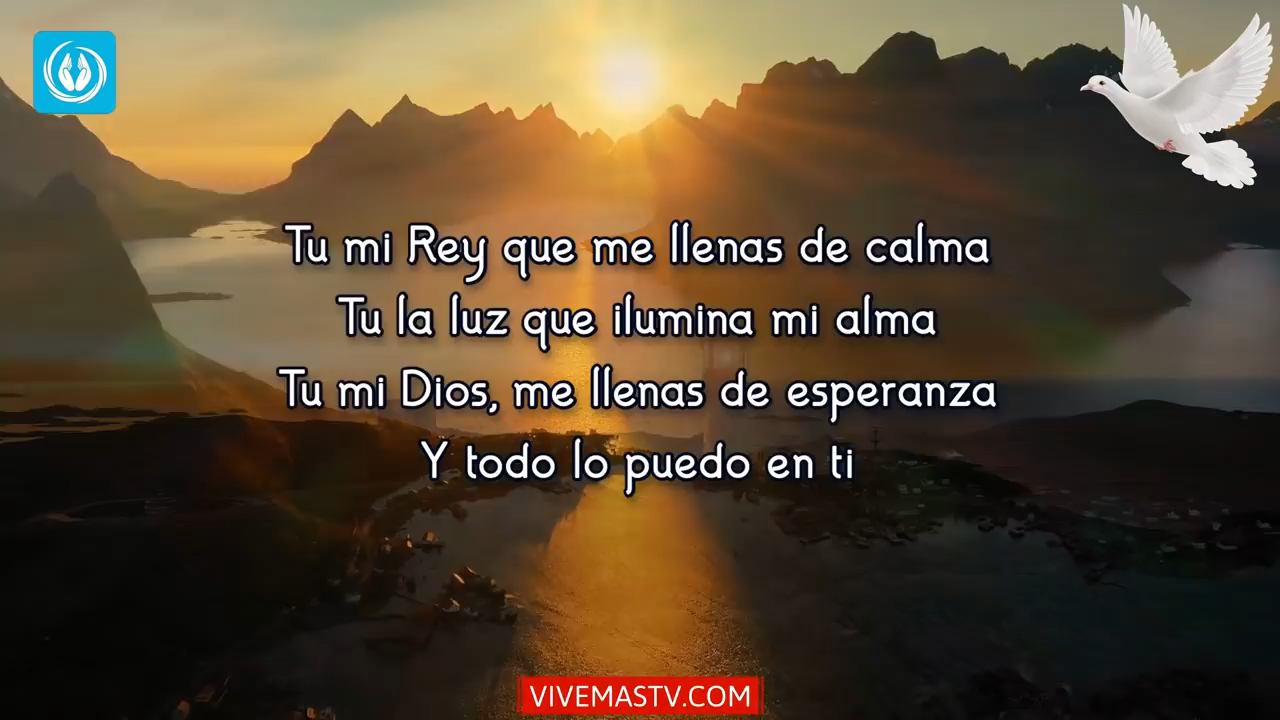 Tu mi Rey que me llenas de calma
Tu la luz que ilumina mi alma
Tu mi Dios, me llenas de esperanza
Y todo lo puedo en ti
VIVEMASTV.COM